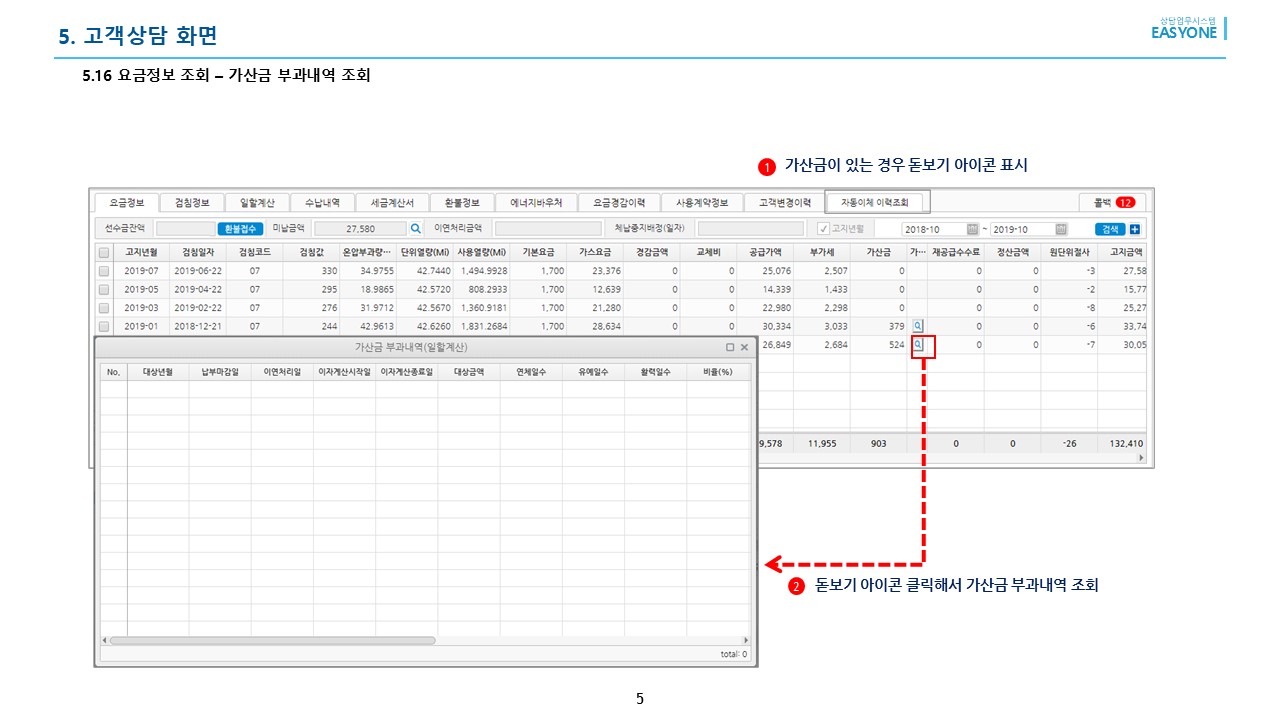 5. 고객상담 화면
상담업무시스템
EASYONE
5.16 요금정보 조회 – 가산금 부과내역 조회
1 가산금이 있는 경우 돋보기 아이콘 표시
요금정보 검침정보 일할계산 수납내역 세금계산서 환불정보 에너지바우처 요금경감이력 사용계약정보 고객변경이력 자동이체 이력조회 콜백 12
선수금잔액 환불접수 미납금액 27,580 이연처리금액 체납중지배정(일자) 고지년월 2018-10 ~ 2019-10 검색
고지년월 검침일자 검침코드 검침값 온압부과량… 단위열량(MJ) 사용열량(MJ) 기본요금 가스요금 경감금액 교체비 공급가액 부가세 가산금 가… 재공급수수료 정산금액 원단위절사 고지금액
2019-07 2019-06-22 07 330 34.9755 42.7440 1,494.9928 1,700 23,376 0 0 25,076 2,507 0 0 0 -3 27,58
2019-05 2019-04-22 07 295 18.9865 42.5720 808.2933 1,700 12,639 0 0 14,339 1,433 0 0 0 -2 15,77
2019-03 2019-02-22 07 276 31.9712 42.5670 1,360.9181 1,700 21,280 0 0 22,980 2,298 0 0 0 -8 25,27
2019-01 2018-12-21 07 244 42.9613 42.6260 1,831.2684 1,700 28,634 0 0 30,334 3,033 379 0 0 -6 33,74
26,849 2,684 524 0 0 -7 30,05
9,578 11,955 903 0 0 -26 132,410
가산금 부과내역(일할계산)
No. 대상년월 납부마감일 이연처리일 이자계산시작일 이자계산종료일 대상금액 연체일수 유예일수 활력일수 비율(%)
total: 0
2 돋보기 아이콘 클릭해서 가산금 부과내역 조회
5